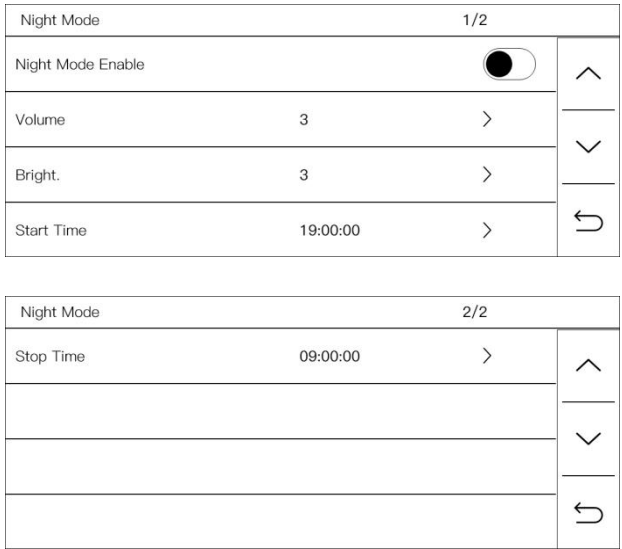 Night Mode 1/2
Night Mode Enable
Volume 3
Bright. 3
Start Time 19:00:00
Night Mode 2/2
Stop Time 09:00:00